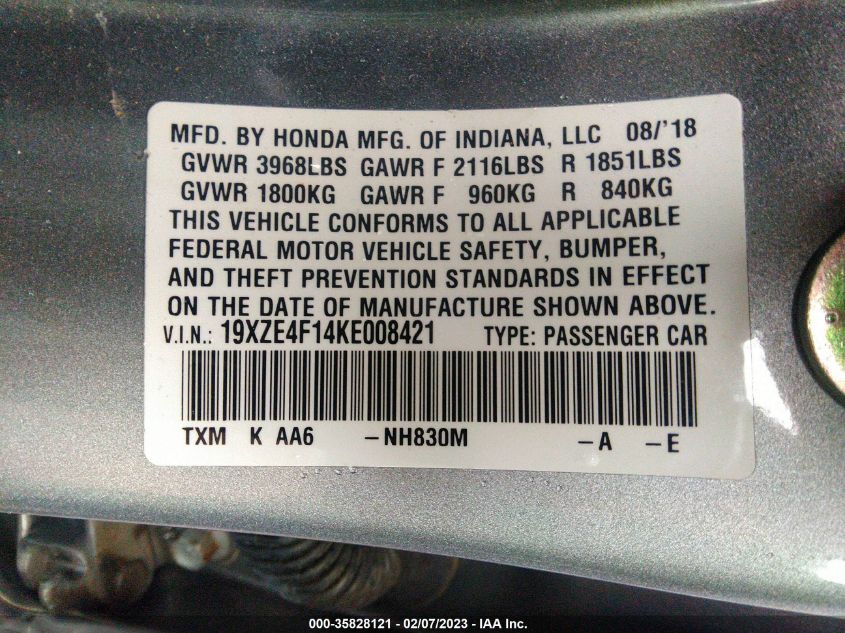 MFD. BY HONDA MFG. OF INDIANA, LLC 08/'18
GVWR 3968LBS GAWR F 2116LBS R 1851LBS
GVWR 1800KG GAWR F 960KG R 840KG
THIS VEHICLE CONFORMS TO ALL APPLICABLE
FEDERAL MOTOR VEHICLE SAFETY, BUMPER,
AND THEFT PREVENTION STANDARDS IN EFFECT
ON THE DATE OF MANUFACTURE SHOWN ABOVE.
V.I.N.: 19XZE4F14KE008421 TYPE: PASSENGER CAR
TXM K AA6 -NH830M -A -E
000-35828121 - 02/07/2023 - IAA Inc.